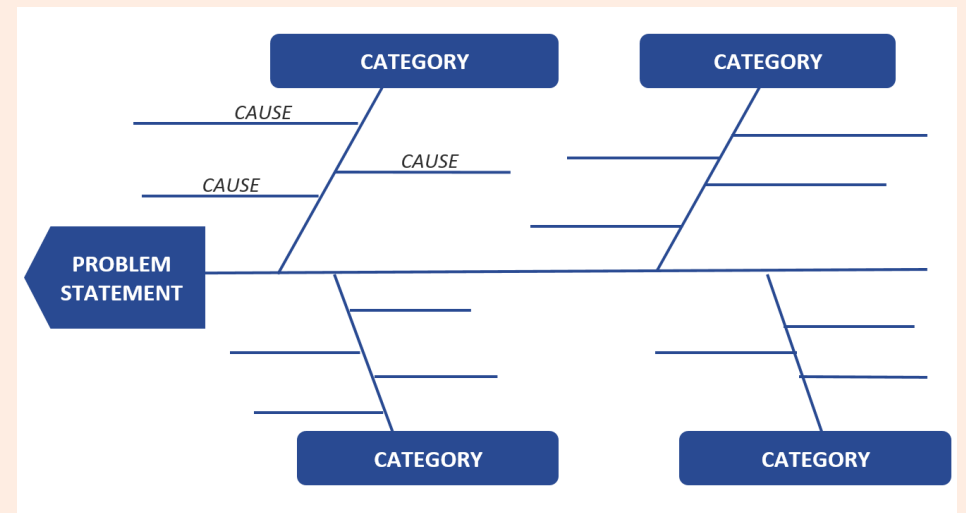 CATEGORY
CATEGORY
CAUSE
CAUSE
CAUSE
PROBLEM
STATEMENT
CATEGORY
CATEGORY